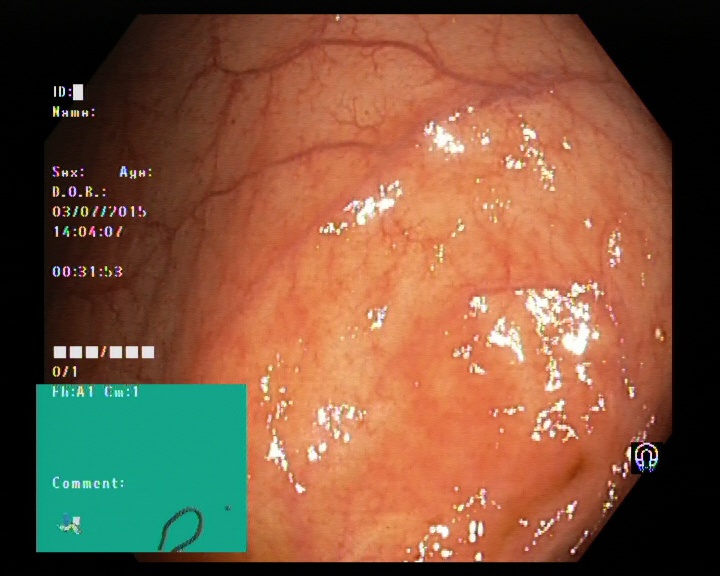 ID:
Name:
Sex: Age:
D.O.B.:
03/07/2015
14:04:07
00:31:53
0/1
Eh:A1 Cm:1
Comment: